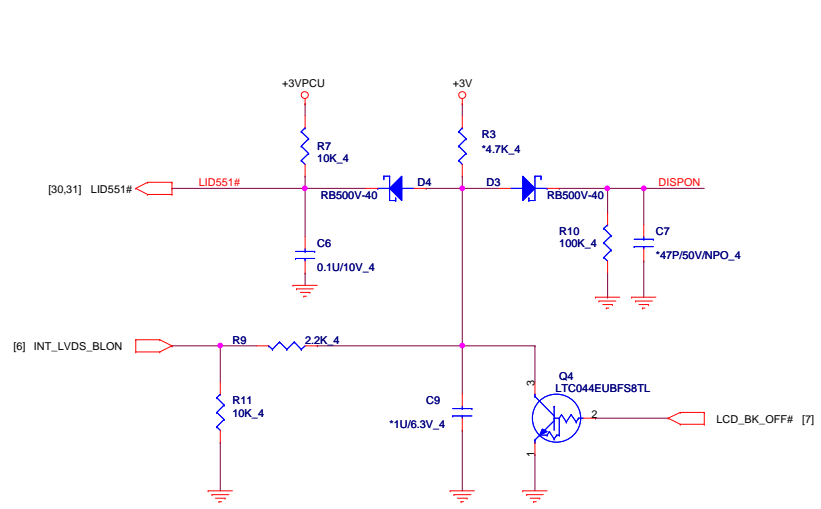 +3VPCU
+3V
R7
10K_4
R3
*4.7K_4
[30,31] LID551#
LID551#
RB500V-40
D4
D3
RB500V-40
DISPON
C6
0.1U/10V_4
R10
100K_4
C7
*47P/50V/NPO_4
[6] INT_LVDS_BLON
R9
2.2K_4
R11
10K_4
C9
*1U/6.3V_4
Q4
LTC044EUBFS8TL
3
2
1
LCD_BK_OFF# [7]